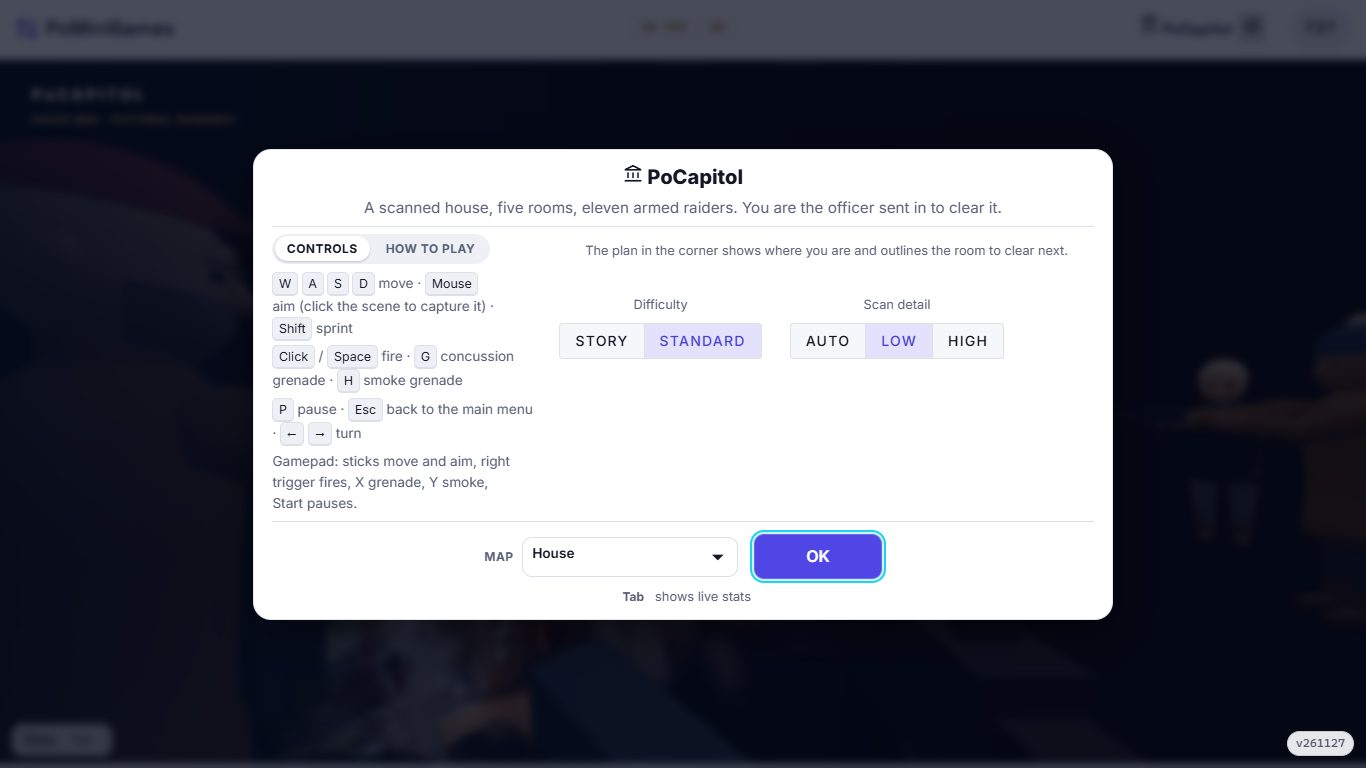 PoMiniGames
PoCapitol
POCAPITOL
PoCapitol
A scanned house, five rooms, eleven armed raiders. You are the officer sent in to clear it.
CONTROLS HOW TO PLAY
The plan in the corner shows where you are and outlines the room to clear next.
W A S D move · Mouse
aim (click the scene to capture it) ·
Shift sprint
Click / Space fire · G concussion
grenade · H smoke grenade
P pause · Esc back to the main menu
· ← → turn
Gamepad: sticks move and aim, right
trigger fires, X grenade, Y smoke,
Start pauses.
Difficulty
STORY STANDARD
Scan detail
AUTO LOW HIGH
MAP House OK
Tab shows live stats
v261127